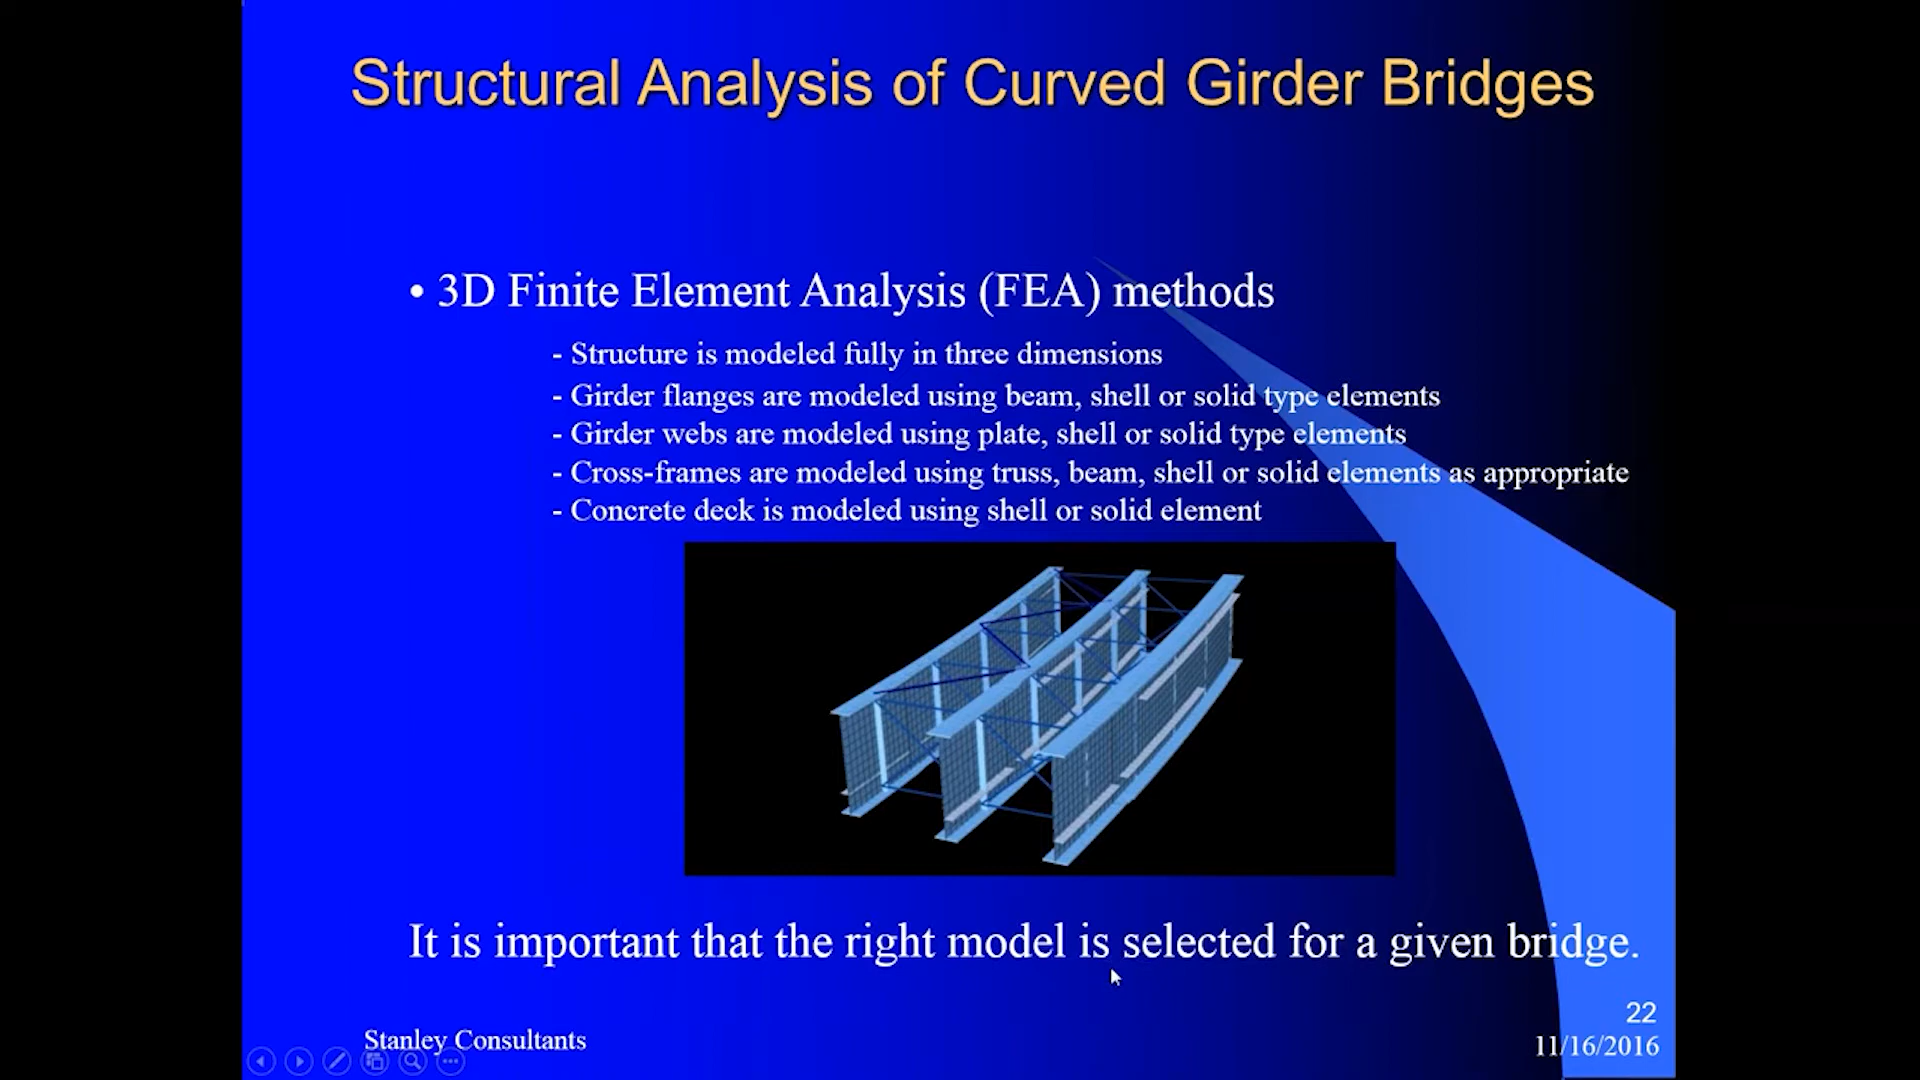 Structural Analysis of Curved Girder Bridges
• 3D Finite Element Analysis (FEA) methods
- Structure is modeled fully in three dimensions
- Girder flanges are modeled using beam, shell or solid type elements
- Girder webs are modeled using plate, shell or solid type elements
- Cross-frames are modeled using truss, beam, shell or solid elements as appropriate
- Concrete deck is modeled using shell or solid element
It is important that the right model is selected for a given bridge.
22
Stanley Consultants
11/16/2016